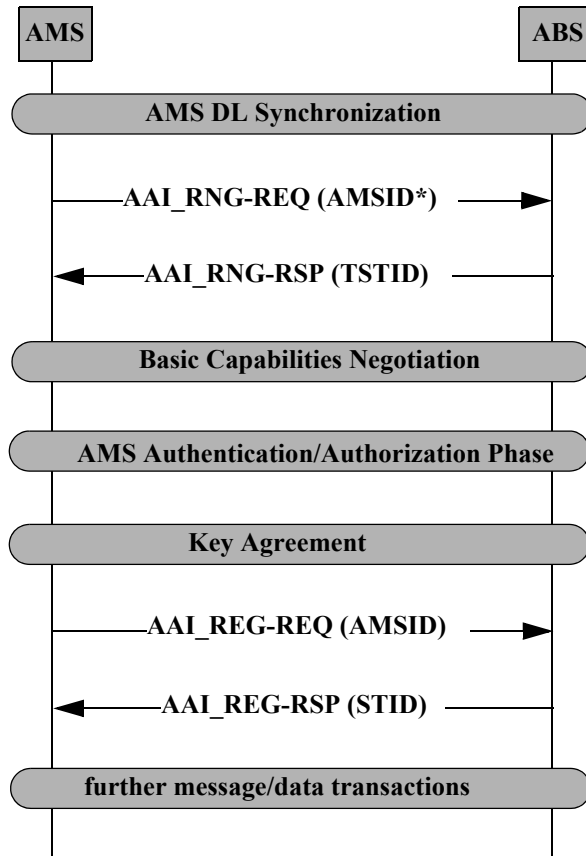 AMS
ABS
AMS DL Synchronization
AAI_RNG-REQ (AMSID*)
AAI_RNG-RSP (TSTID)
Basic Capabilities Negotiation
AMS Authentication/Authorization Phase
Key Agreement
AAI_REG-REQ (AMSID)
AAI_REG-RSP (STID)
further message/data transactions